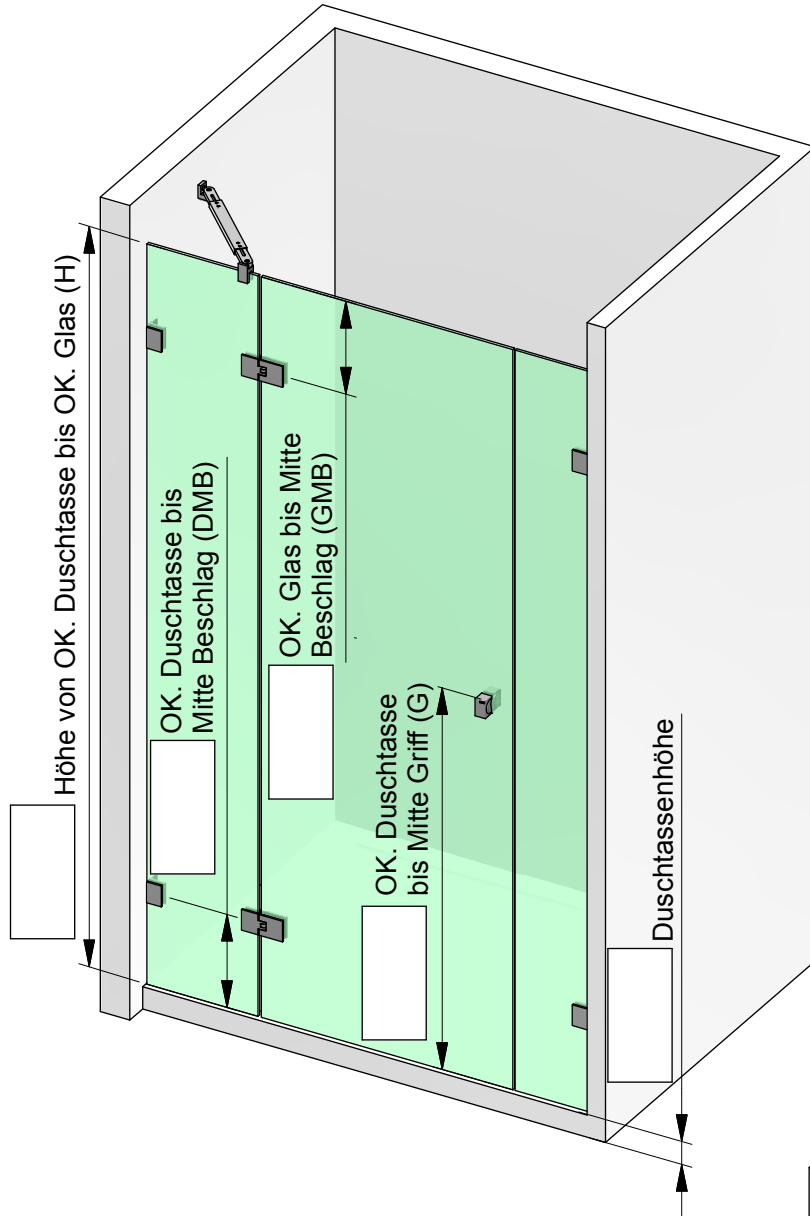 Höhe von OK. Duschtasse bis OK. Glas (H)
OK. Duschtasse bis
Mitte Beschlag (DMB)
OK. Glas bis Mitte
Beschlag (GMB)
OK. Duschtasse
bis Mitte Griff (G)
Duschtassenhöhe